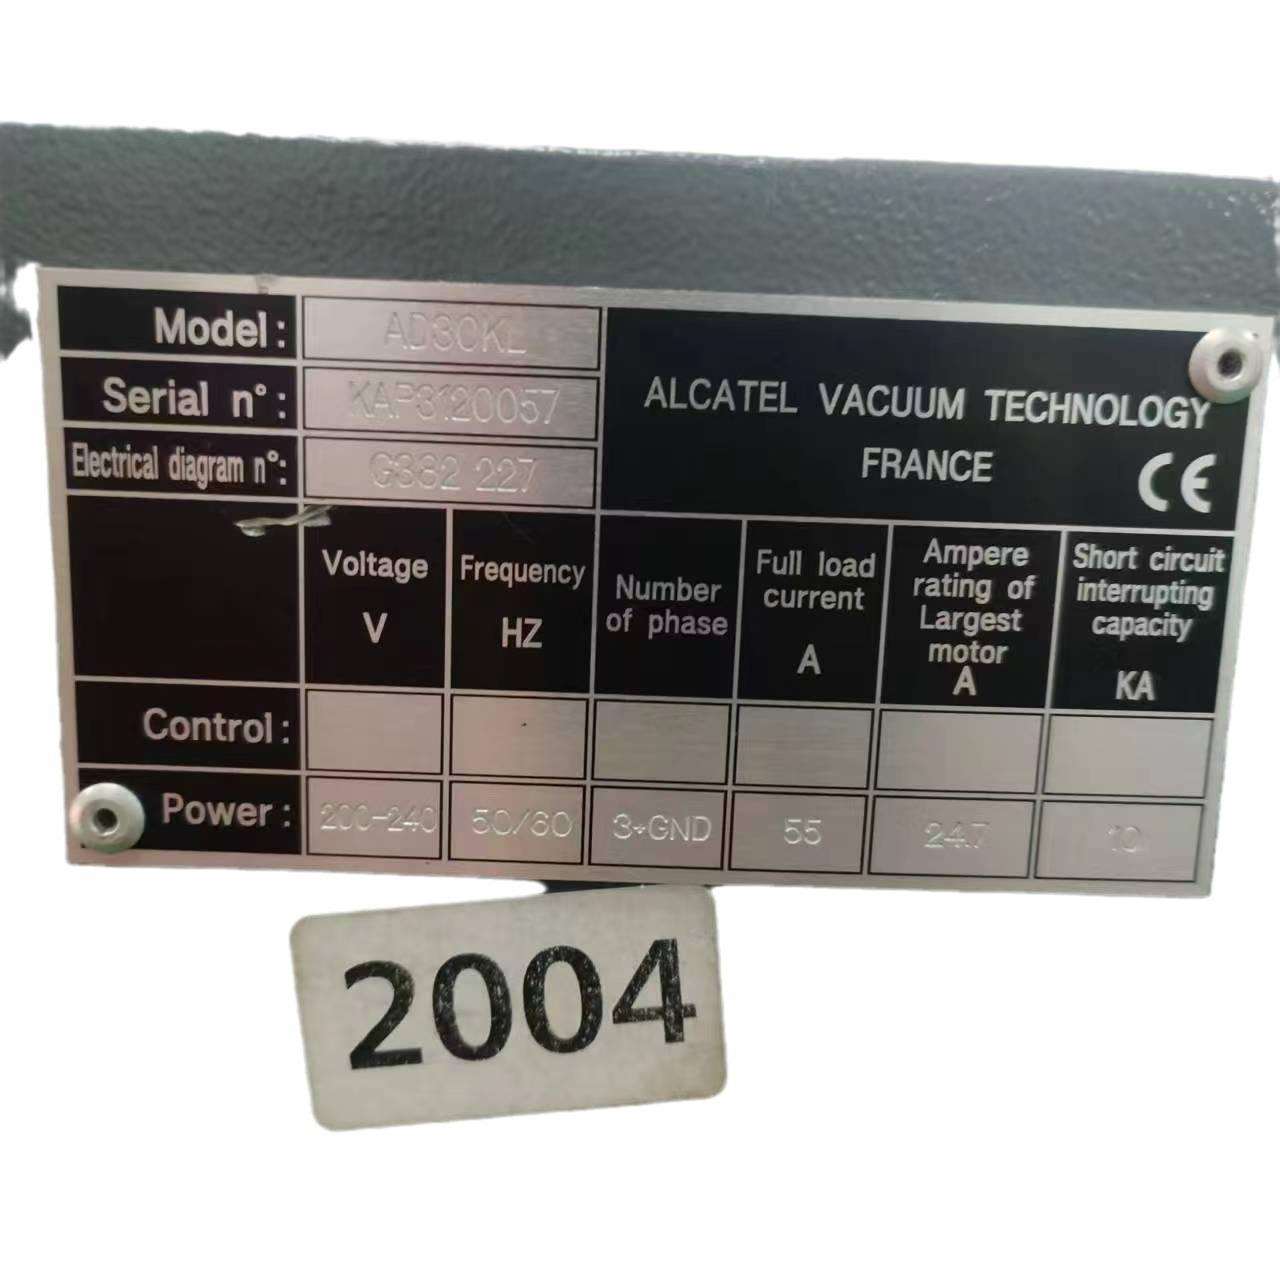 Model: AD30KL
Serial n°: KAP3120057
Electrical diagram n°: G332 227
ALCATEL VACUUM TECHNOLOGY
FRANCE
CE
Voltage
V
Frequency
HZ
Number
of phase
Full load
current
A
Ampere
rating of
Largest
motor
A
Short circuit
interrupting
capacity
KA
Control:
Power: 200-240 50/60 3+GND 55 24.7 10
2004